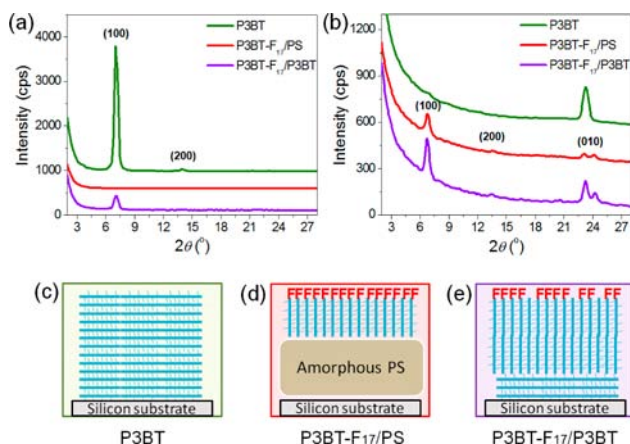 (a)
(100)
P3BT
P3BT-F17/PS
P3BT-F17/P3BT
(200)
Intensity (cps)
4000
3000
2000
1000
0
3 6 9 12 15 18 21 24 27
2θ (°)
(b)
P3BT
P3BT-F17/PS
P3BT-F17/P3BT
(100)
(200)
(010)
Intensity (cps)
1200
900
600
300
0
3 6 9 12 15 18 21 24 27
2θ (°)
(c)
Silicon substrate
P3BT
(d)
FFFFFFFFFFFFFF
Amorphous PS
Silicon substrate
P3BT-F17/PS
(e)
FFFF FFFF FF FF
Silicon substrate
P3BT-F17/P3BT